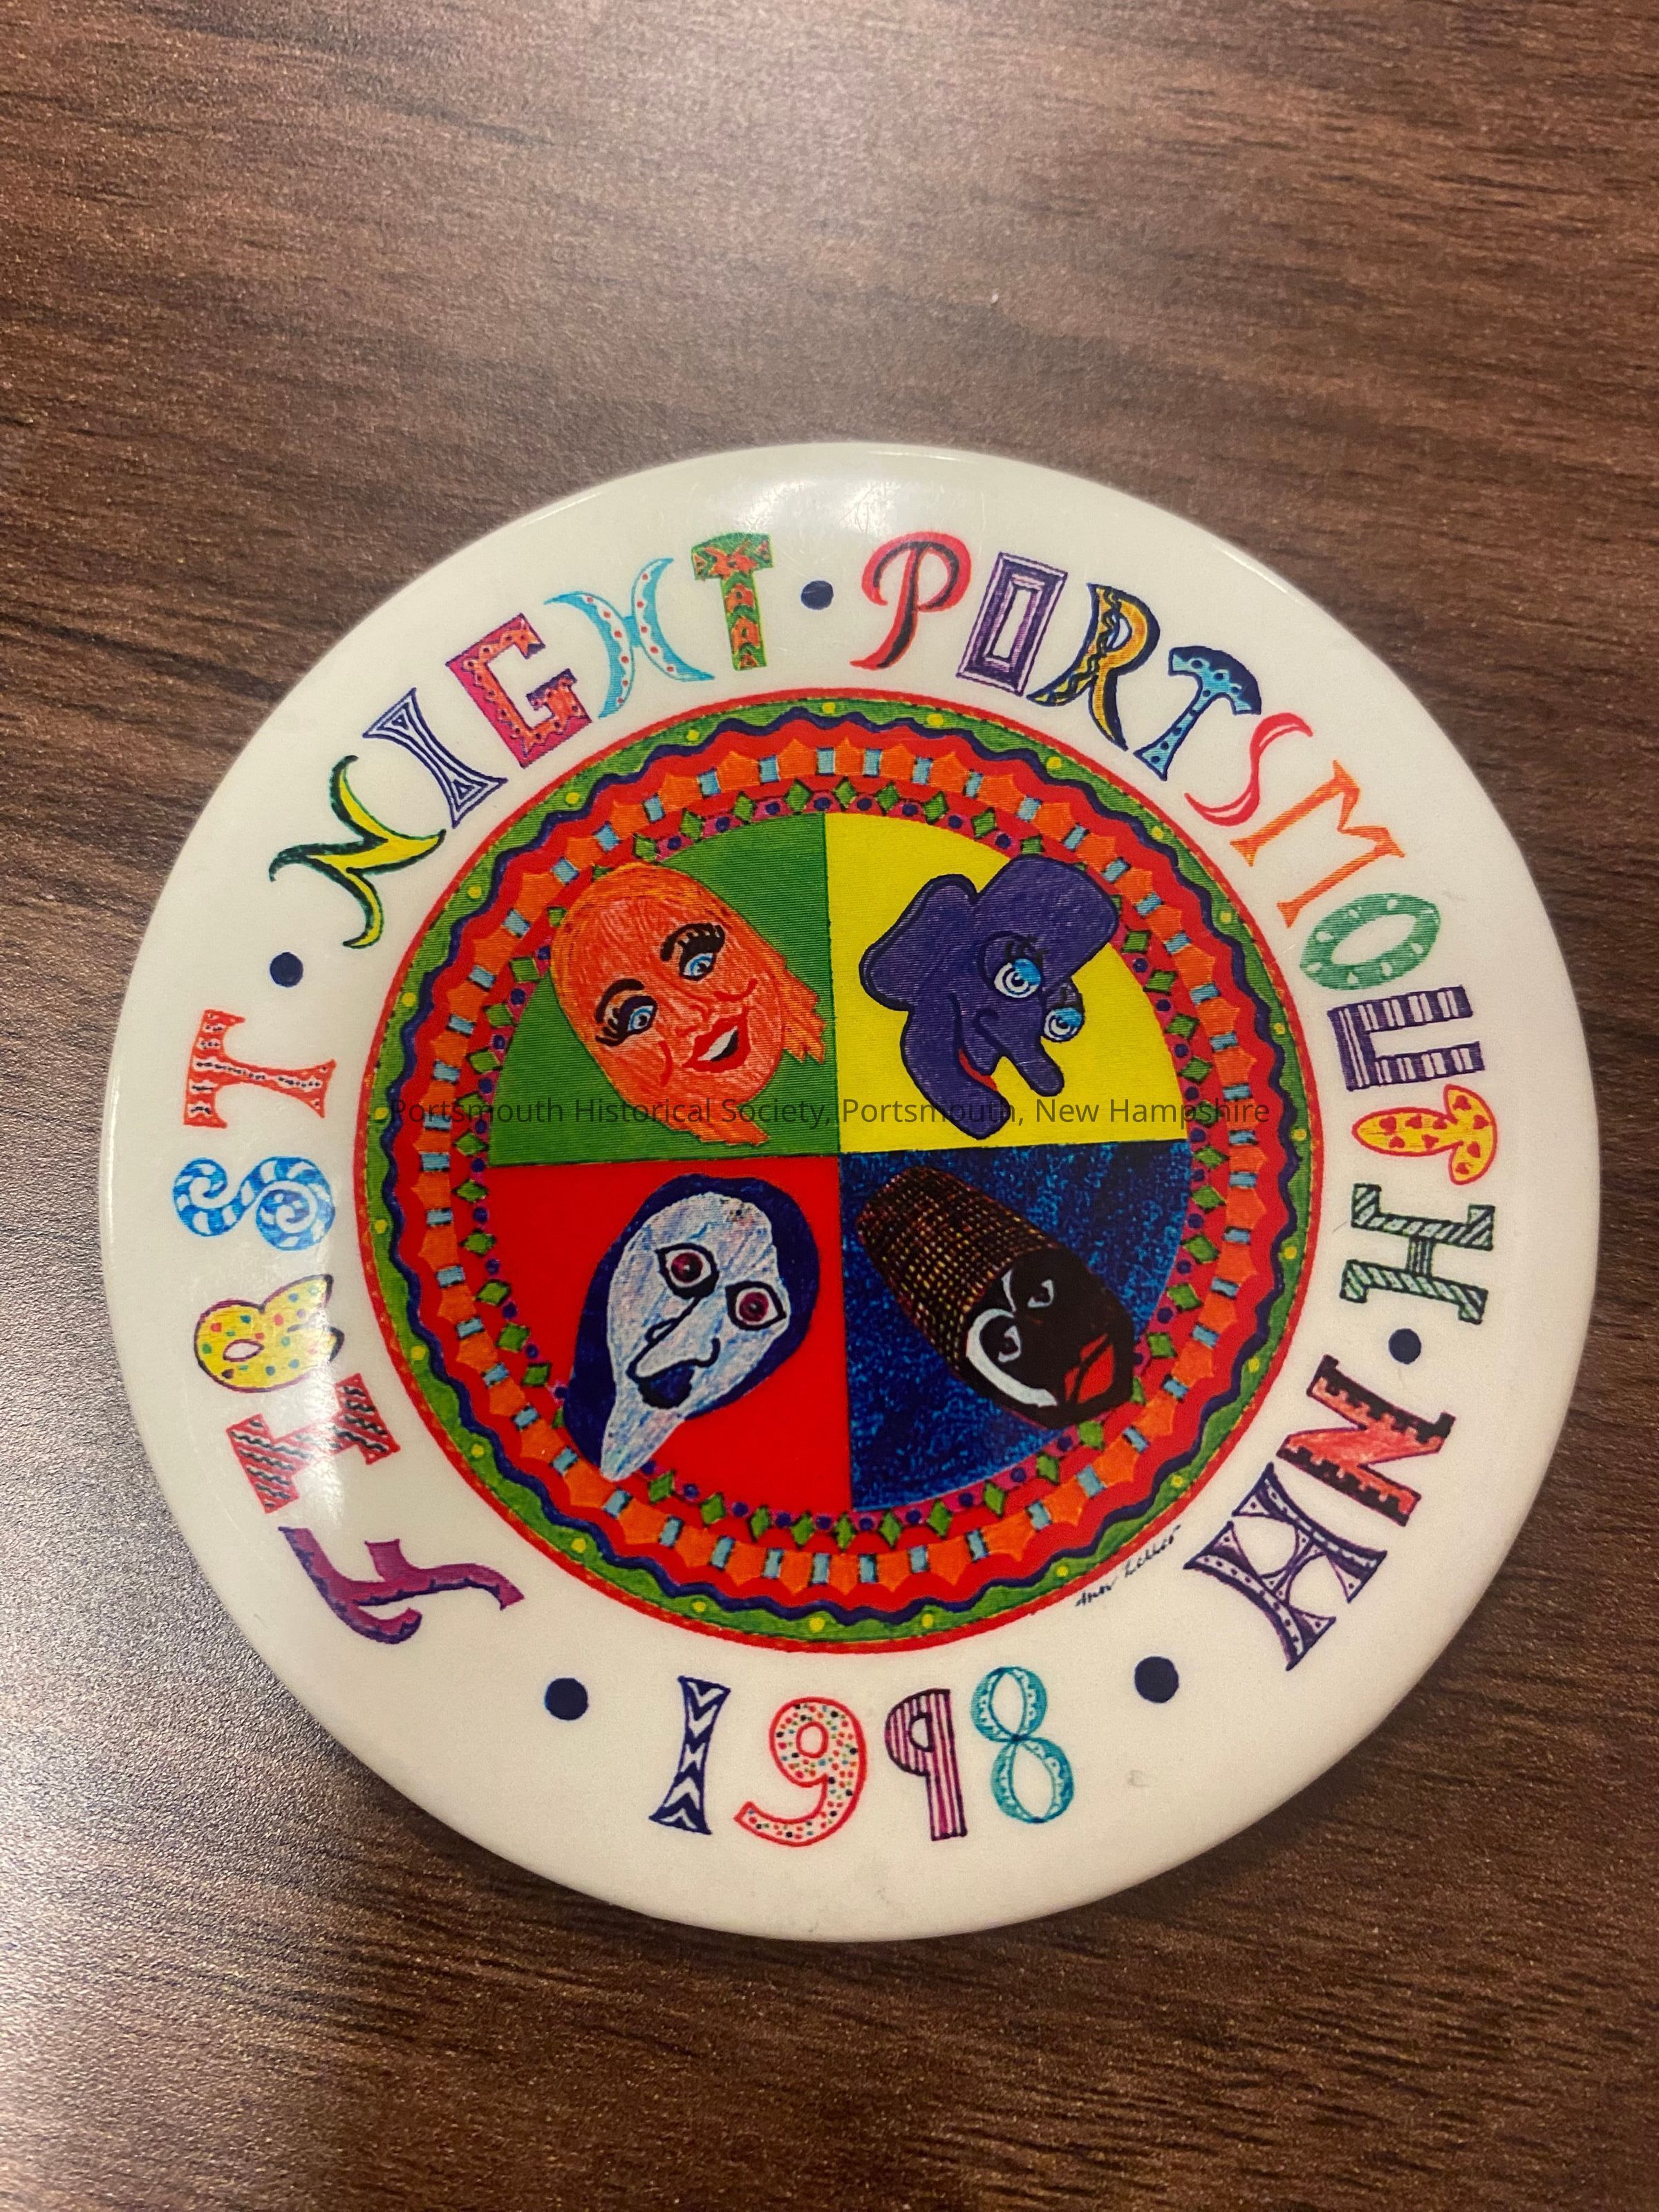 FIRST • NIGHT • PORTSMOUTH • NH • 1998 •
Portsmouth Historical Society, Portsmouth, New Hampshire